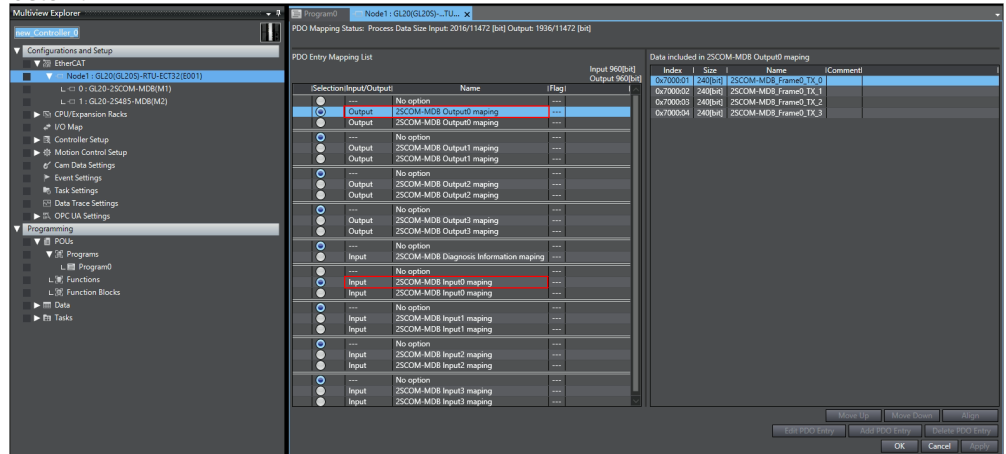 Multiview Explorer
new_Controller_0
Configurations and Setup
EtherCAT
Node1 : GL20(GL20S)-RTU-ECT32(E001)
0 : GL20-2SCOM-MDB(M1)
1 : GL20-2S485-MDB(M2)
CPU/Expansion Racks
I/O Map
Controller Setup
Motion Control Setup
Cam Data Settings
Event Settings
Task Settings
Data Trace Settings
OPC UA Settings
Programming
POUs
Programs
Program0
Functions
Function Blocks
Data
Tasks
Program0
Node1 : GL20(GL20S)-...TU...
PDO Mapping Status: Process Data Size Input: 2016/11472 [bit] Output: 1936/11472 [bit]
PDO Entry Mapping List
Input 960[bit]
Output 960[bit]
Selection Input/Output Name Flag
--- No option ---
Output 2SCOM-MDB Output0 maping ---
Output 2SCOM-MDB Output0 maping ---
--- No option ---
Output 2SCOM-MDB Output1 maping ---
Output 2SCOM-MDB Output1 maping ---
--- No option ---
Output 2SCOM-MDB Output2 maping ---
Output 2SCOM-MDB Output2 maping ---
--- No option ---
Output 2SCOM-MDB Output3 maping ---
Output 2SCOM-MDB Output3 maping ---
--- No option ---
Input 2SCOM-MDB Diagnosis Information maping ---
--- No option ---
Input 2SCOM-MDB Input0 maping ---
Input 2SCOM-MDB Input0 maping ---
--- No option ---
Input 2SCOM-MDB Input1 maping ---
Input 2SCOM-MDB Input1 maping ---
--- No option ---
Input 2SCOM-MDB Input2 maping ---
Input 2SCOM-MDB Input2 maping ---
--- No option ---
Input 2SCOM-MDB Input3 maping ---
Input 2SCOM-MDB Input3 maping ---
Data included in 2SCOM-MDB Output0 maping
Index Size Name Comment
0x7000:01 240[bit] 2SCOM-MDB_Frame0_TX_0
0x7000:02 240[bit] 2SCOM-MDB_Frame0_TX_1
0x7000:03 240[bit] 2SCOM-MDB_Frame0_TX_2
0x7000:04 240[bit] 2SCOM-MDB_Frame0_TX_3
Move Up Move Down Align
Edit PDO Entry Add PDO Entry Delete PDO Entry
OK Cancel Apply